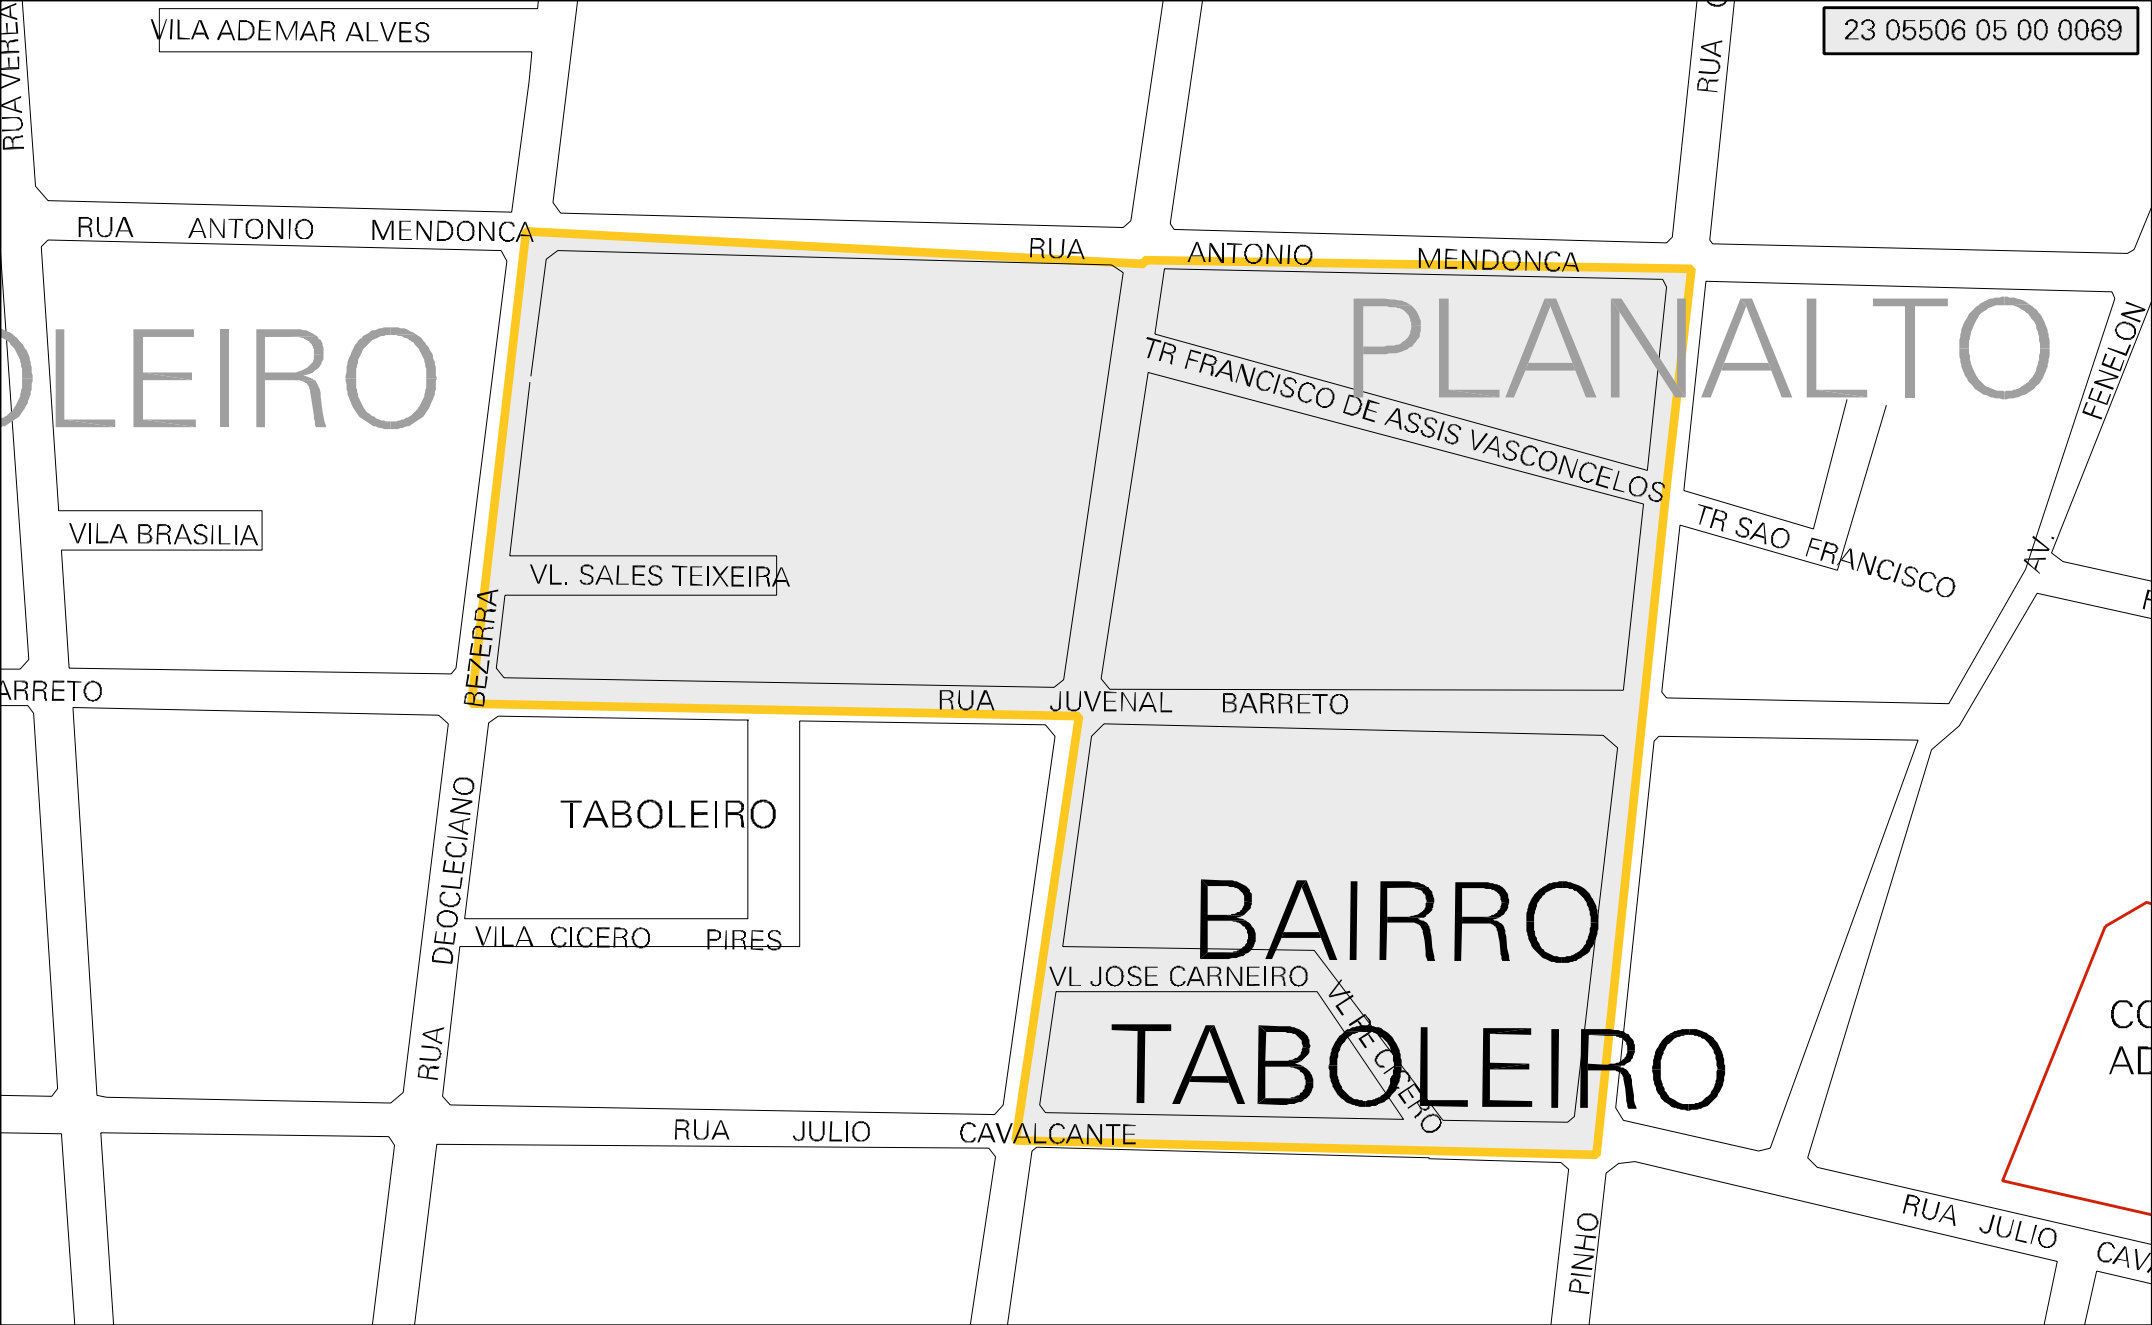 VILA ADEMAR ALVES
23 05506 05 00 0069
RUA
RUA
RUA ANTONIO MENDONCA
RUA ANTONIO MENDONCA
OLEIRO
PLANALTO
FENELON
AV.
TR FRANCISCO DE ASSIS VASCONCELOS
VILA BRASILIA
TR SAO FRANCISCO
VL. SALES TEIXEIRA
BEZERRA
ARRETO
RUA JUVENAL BARRETO
TABOLEIRO
DEOCLECIANO
RUA
VILA CICERO PIRES
BAIRRO
TABOLEIRO
VL JOSE CARNEIRO
VL PE CICERO
CO
AD
RUA JULIO CAVALCANTE
PINHO
RUA JULIO CAVA